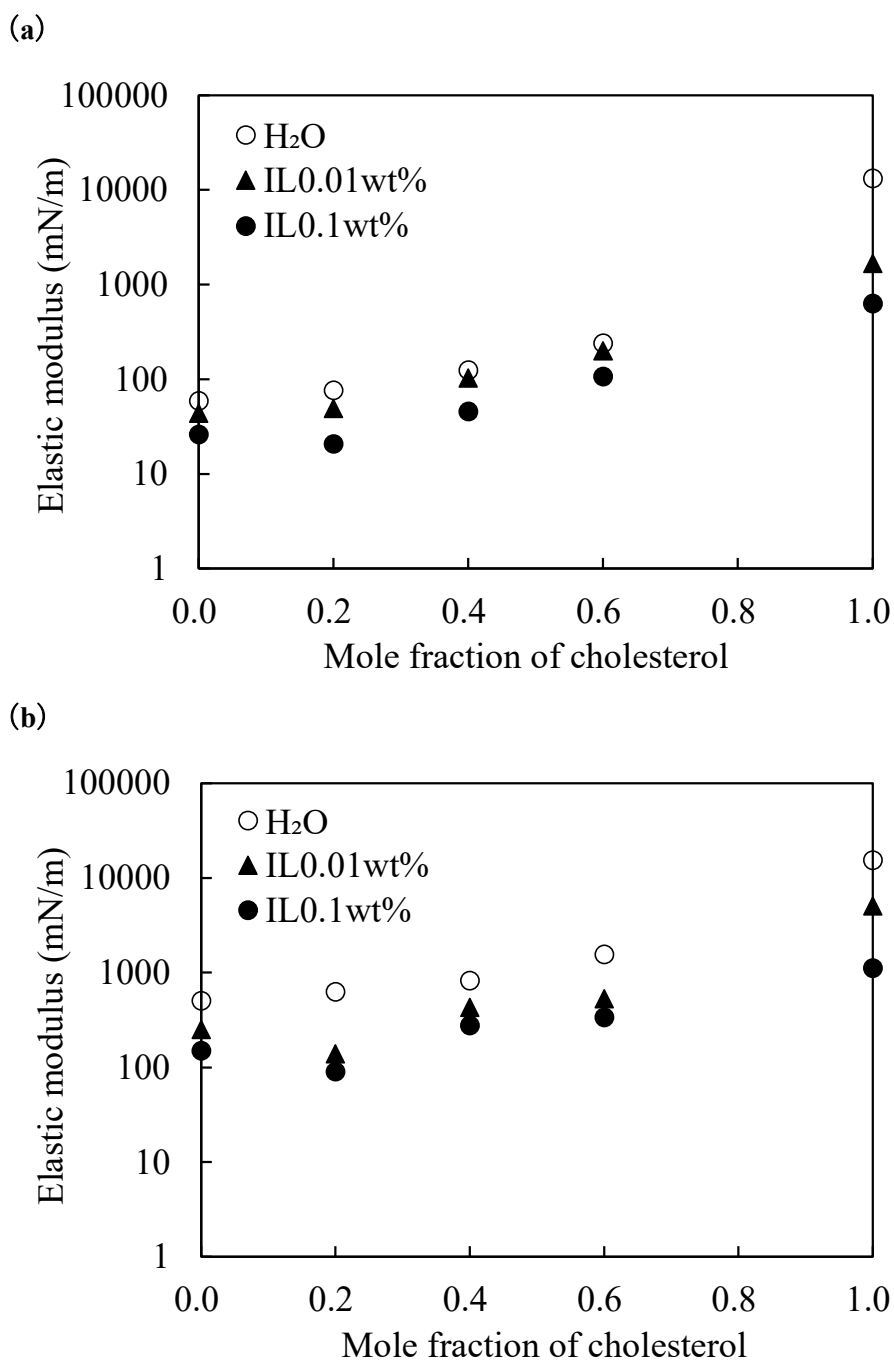 (a)
100000
10000
1000
100
10
1
Elastic modulus (mN/m)
H₂O
IL0.01wt%
IL0.1wt%
0.0 0.2 0.4 0.6 0.8 1.0
Mole fraction of cholesterol
(b)
100000
10000
1000
100
10
1
Elastic modulus (mN/m)
H₂O
IL0.01wt%
IL0.1wt%
0.0 0.2 0.4 0.6 0.8 1.0
Mole fraction of cholesterol